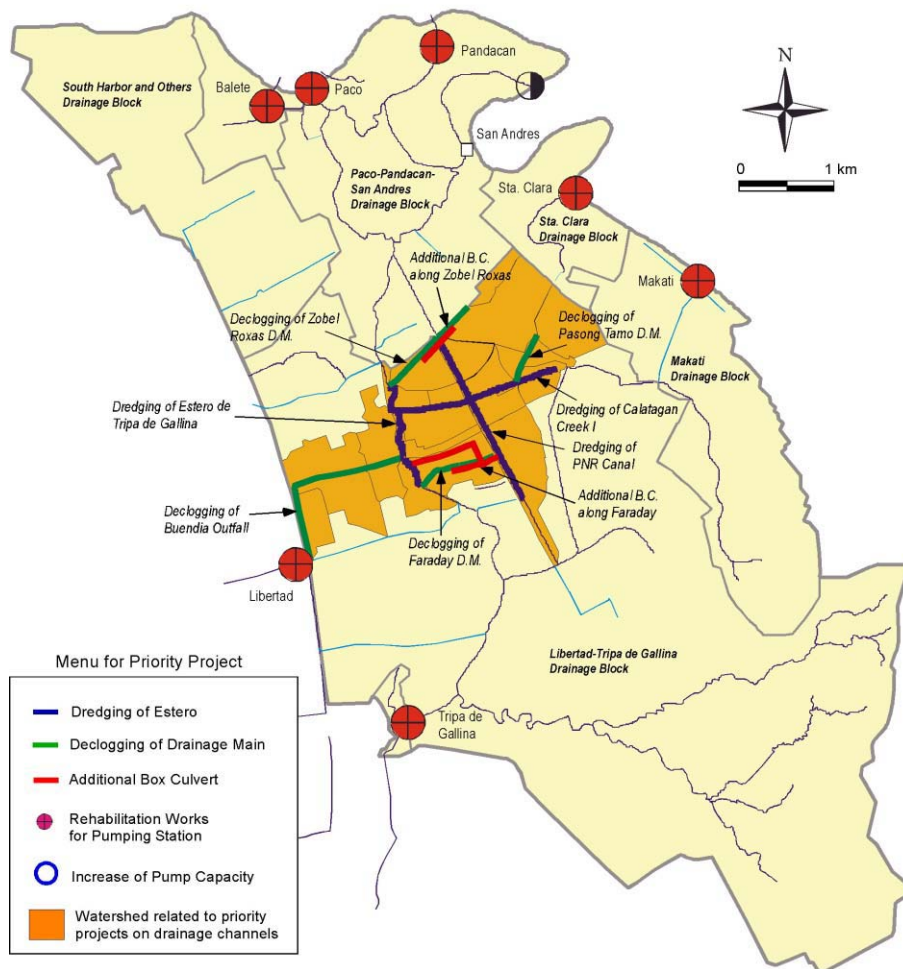 Pandacan
South Harbor and Others
Drainage Block
Balete
Paco
N
San Andres
0 1 km
Paco-Pandacan-
San Andres
Drainage Block
Sta. Clara
Sta. Clara
Drainage Block
Additional B.C.
along Zobel Roxas
Makati
Declogging of Zobel
Roxas D.M.
Declogging of
Pasong Tamo D.M.
Makati
Drainage Block
Dredging of Estero de
Tripa de Gallina
Dredging of Calatagan
Creek I
Dredging of
PNR Canal
Additional B.C.
along Faraday
Declogging of
Buendia Outfall
Declogging of
Faraday D.M.
Libertad
Libertad-Tripa de Gallina
Drainage Block
Tripa de
Gallina
Menu for Priority Project
Dredging of Estero
Declogging of Drainage Main
Additional Box Culvert
Rehabilitation Works
for Pumping Station
Increase of Pump Capacity
Watershed related to priority
projects on drainage channels